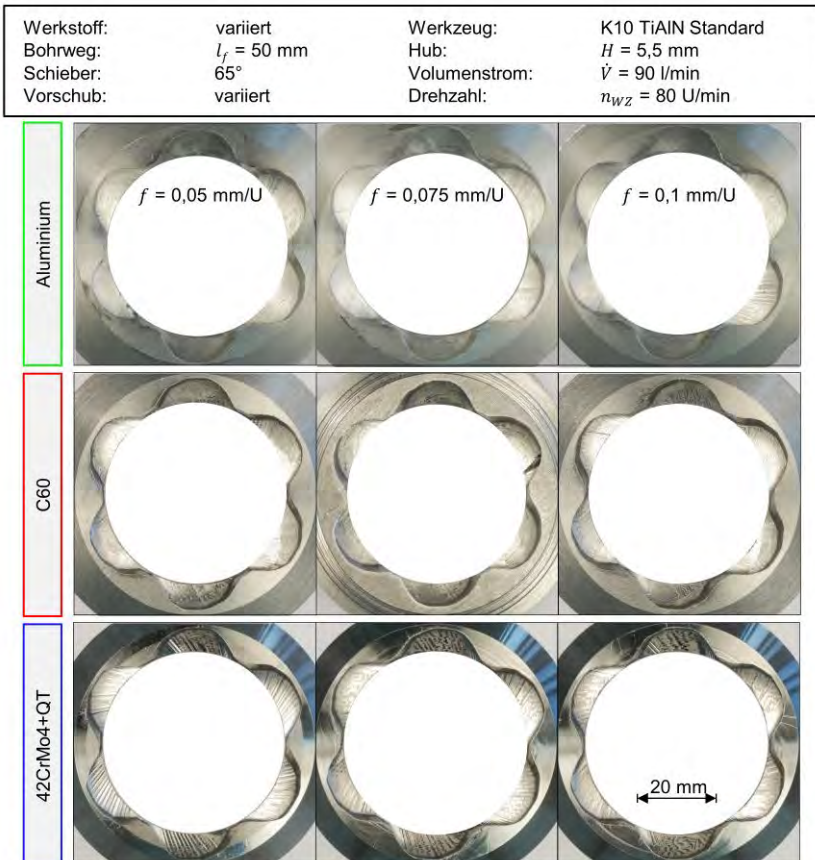 Werkstoff: variiert Werkzeug: K10 TiAlN Standard
Bohrweg: l_f = 50 mm Hub: H = 5,5 mm
Schieber: 65° Volumenstrom: V̇ = 90 l/min
Vorschub: variiert Drehzahl: n_WZ = 80 U/min
Aluminium
f = 0,05 mm/U f = 0,075 mm/U f = 0,1 mm/U
C60
42CrMo4+QT
20 mm